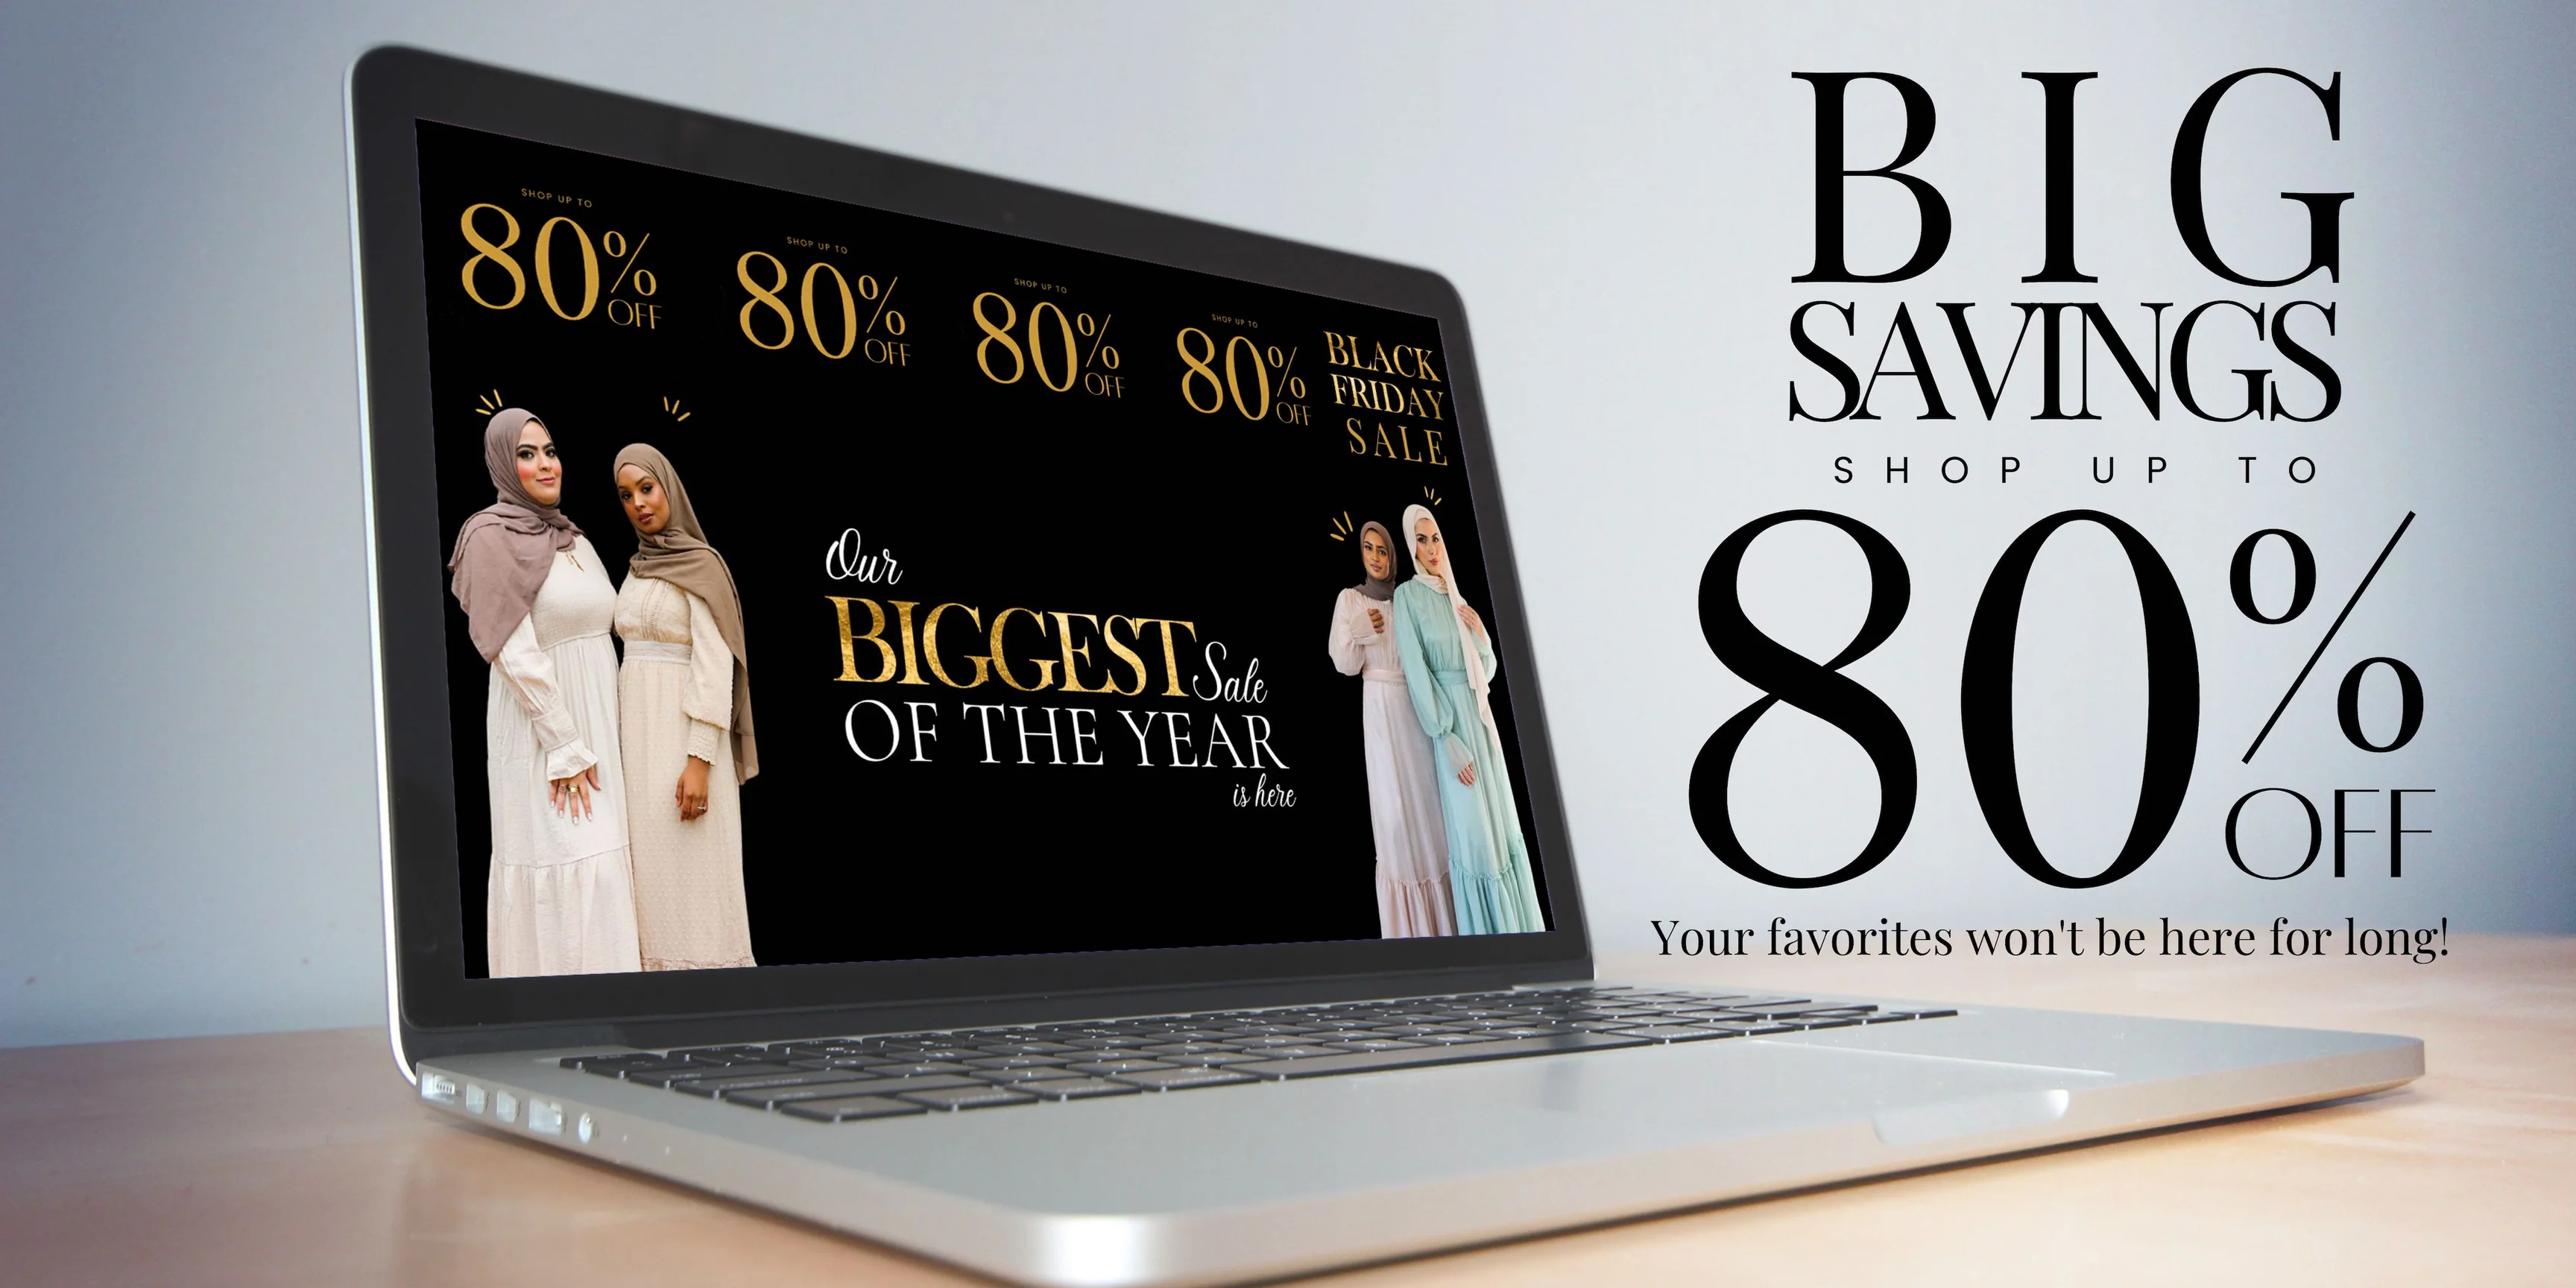 SHOP UP TO
80%
OFF
SHOP UP TO
80%
OFF
SHOP UP TO
80%
OFF
SHOP UP TO
80%
OFF
BLACK
FRIDAY
SALE
Our
BIGGEST Sale
OF THE YEAR
is here
BIG
SAVINGS
SHOP UP TO
80%
OFF
Your favorites won't be here for long!